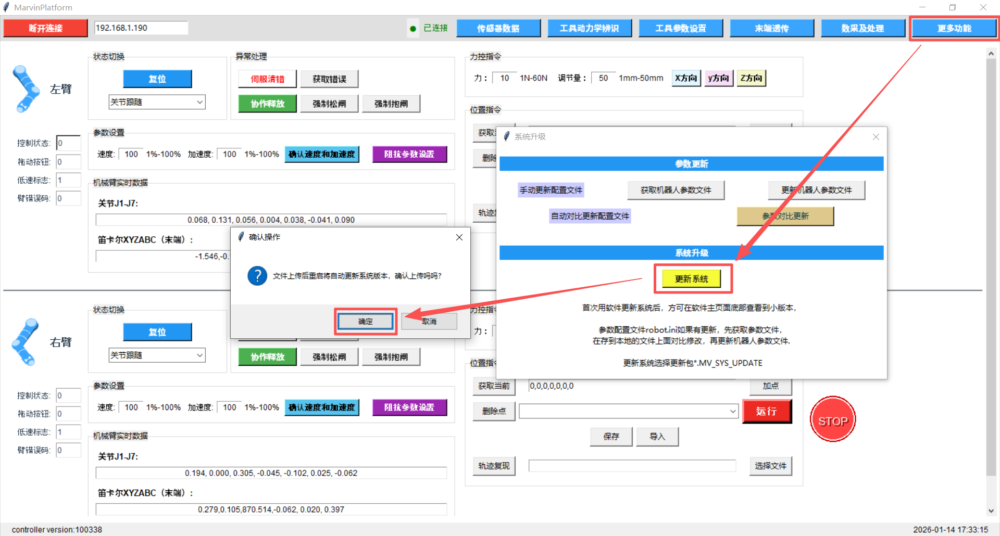 MarvinPlatform
断开连接
192.168.1.190
已连接
传感器数据
工具动力学辨识
工具参数设置
末端透传
数采及处理
更多功能
左臂
状态切换
复位
关节跟随
异常处理
伺服清错
获取错误
协作释放
强制松闸
强制抱闸
力控指令
力： 10 1N-60N 调节量： 50 1mm-50mm
X方向
y方向
Z方向
控制状态: 0
拖动按钮: 0
低速标志: 1
臂错误码: 0
参数设置
速度: 100 1%-100% 加速度: 100 1%-100%
确认速度和加速度
阻抗参数设置
机械臂实时数据
关节J1-J7:
0.068, 0.131, 0.056, 0.004, 0.038, -0.041, 0.090
笛卡尔XYZABC（末端）:
-1.546,-0.
位置指令
获取
删除
轨迹
系统升级
参数更新
手动更新配置文件
获取机器人参数文件
更新机器人参数文件
自动对比更新配置文件
参数对比更新
系统升级
更新系统
首次用软件更新系统后，方可在软件主页面底部查看到小版本，
参数配置文件robot.ini如果有更新，先获取参数文件，
在存到本地的文件上面对比修改，再更新机器人参数文件.
更新系统选择更新包*.MV_SYS_UPDATE
确认操作
文件上传后重启将自动更新系统版本，确认上传吗吗?
确定
取消
右臂
状态切换
复位
关节跟随
协作释放
强制松闸
强制抱闸
力控指令
力：
控制状态: 0
拖动按钮: 0
低速标志: 1
臂错误码: 0
参数设置
速度: 100 1%-100% 加速度: 100 1%-100%
确认速度和加速度
阻抗参数设置
机械臂实时数据
关节J1-J7:
0.194, 0.000, 0.305, -0.045, -0.102, 0.025, -0.062
笛卡尔XYZABC（末端）:
0.279,0.105,870.514,-0.062, 0.020, 0.397
位置指令
获取当前
0,0,0,0,0,0,0
加点
删除点
运行
保存
导入
轨迹复现
选择文件
STOP
controller version:100338
2026-01-14 17:33:15